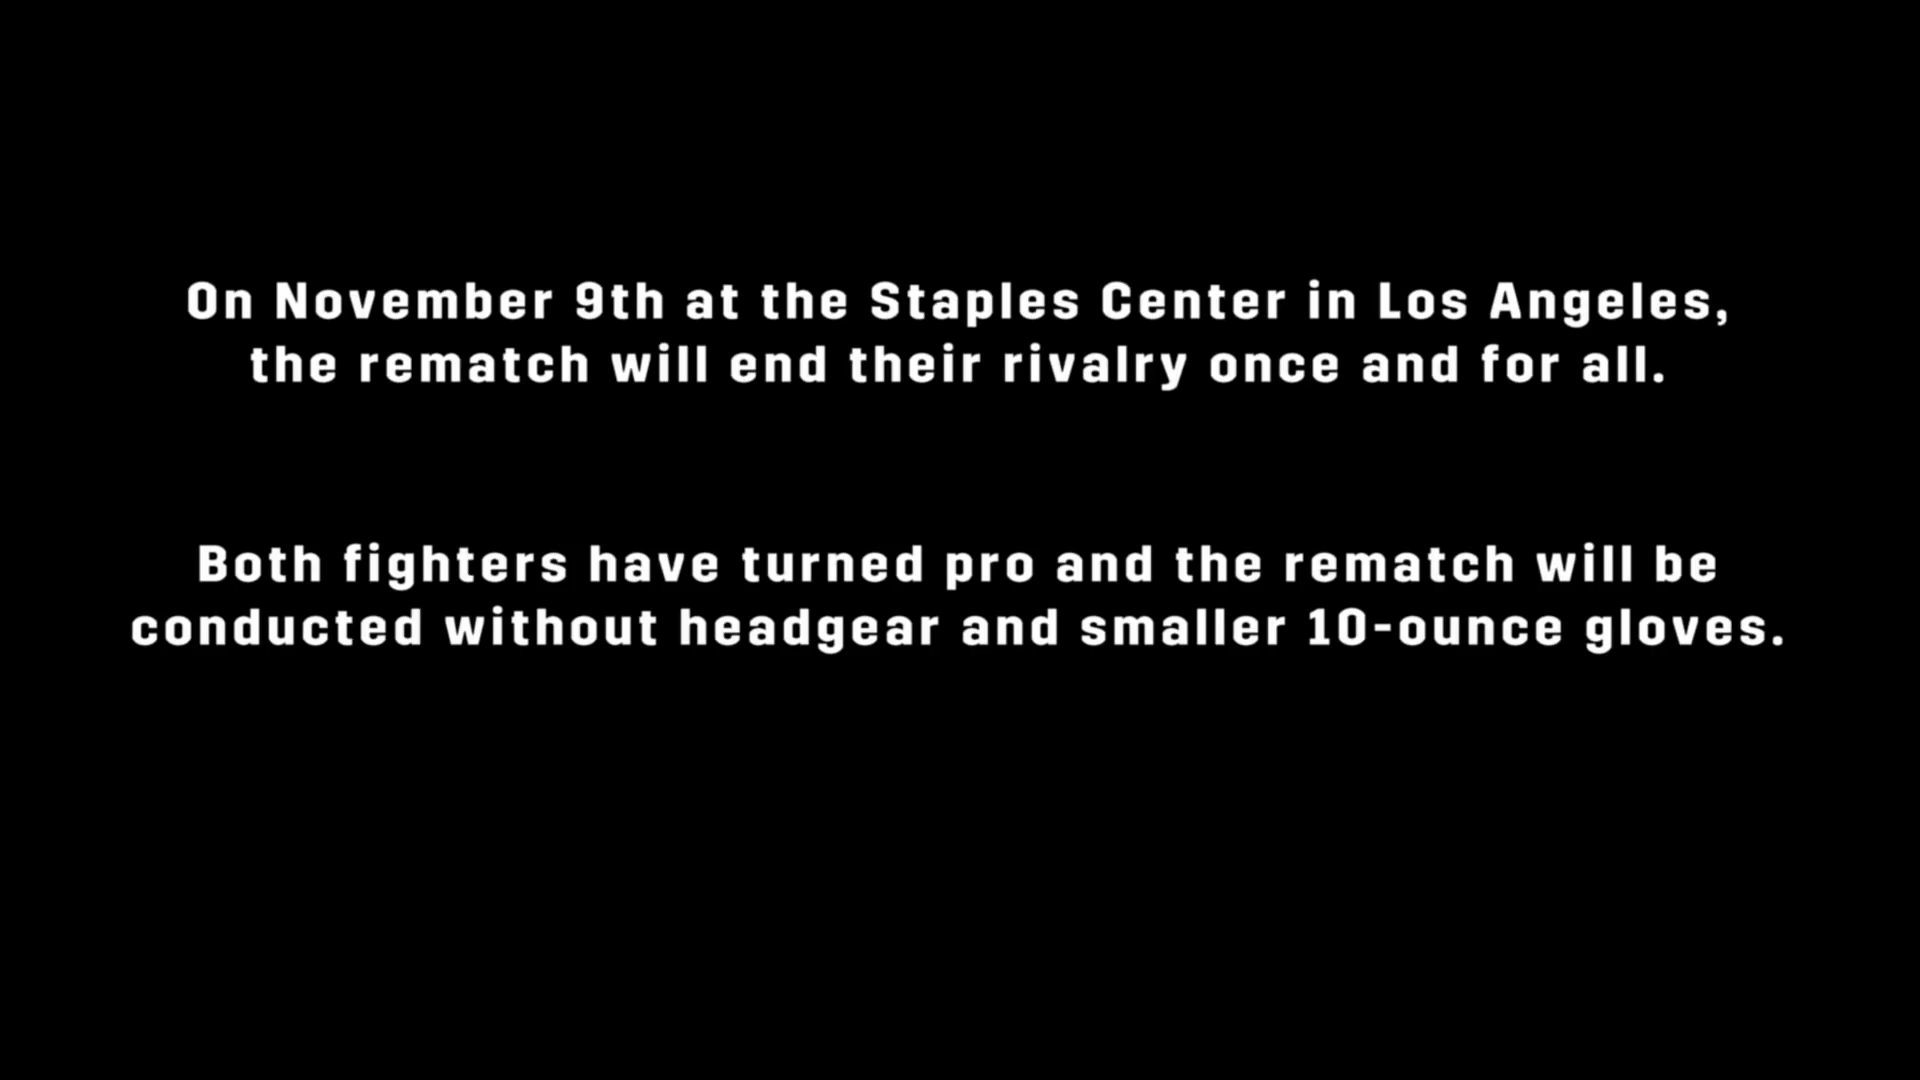 On November 9th at the Staples Center in Los Angeles,
the rematch will end their rivalry once and for all.
Both fighters have turned pro and the rematch will be
conducted without headgear and smaller 10-ounce gloves.